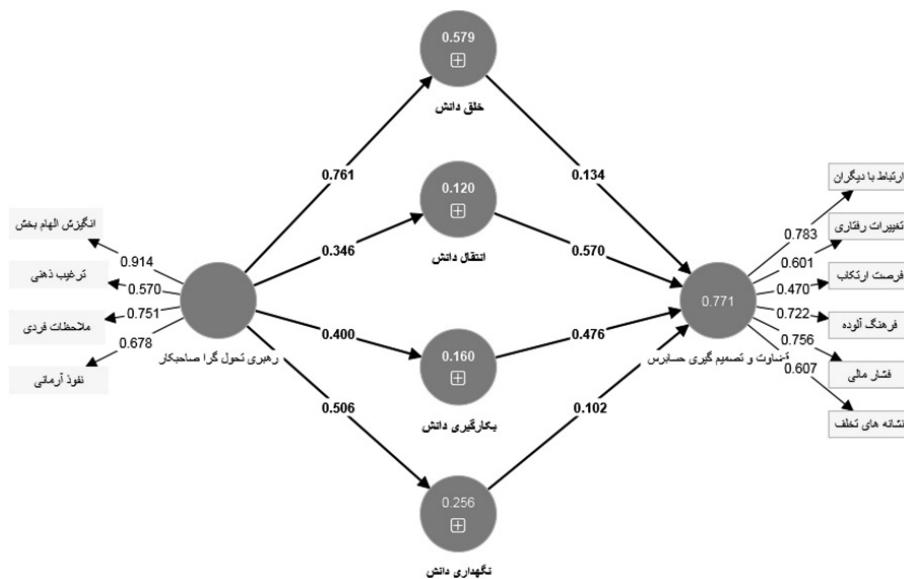 0.579
خلق دانش
0.761
0.134
0.120
انتقال دانش
0.346
0.570
انگیزش الهام بخش
0.914
ترغیب ذهنی
0.570
ملاحظات فردی
0.751
نفوذ آرمانی
0.678
رهبری تحول گرا صاحبکار
0.400
0.160
بکارگیری دانش
0.476
0.506
0.256
نگهداری دانش
0.102
0.771
قضاوت و تصمیم گیری حسابرس
ارتباط با دیگران
0.783
تغییرات رفتاری
0.601
فرصت ارتکاب
0.470
فرهنگ آلوده
0.722
فشار مالی
0.756
نشانه های تخلف
0.607